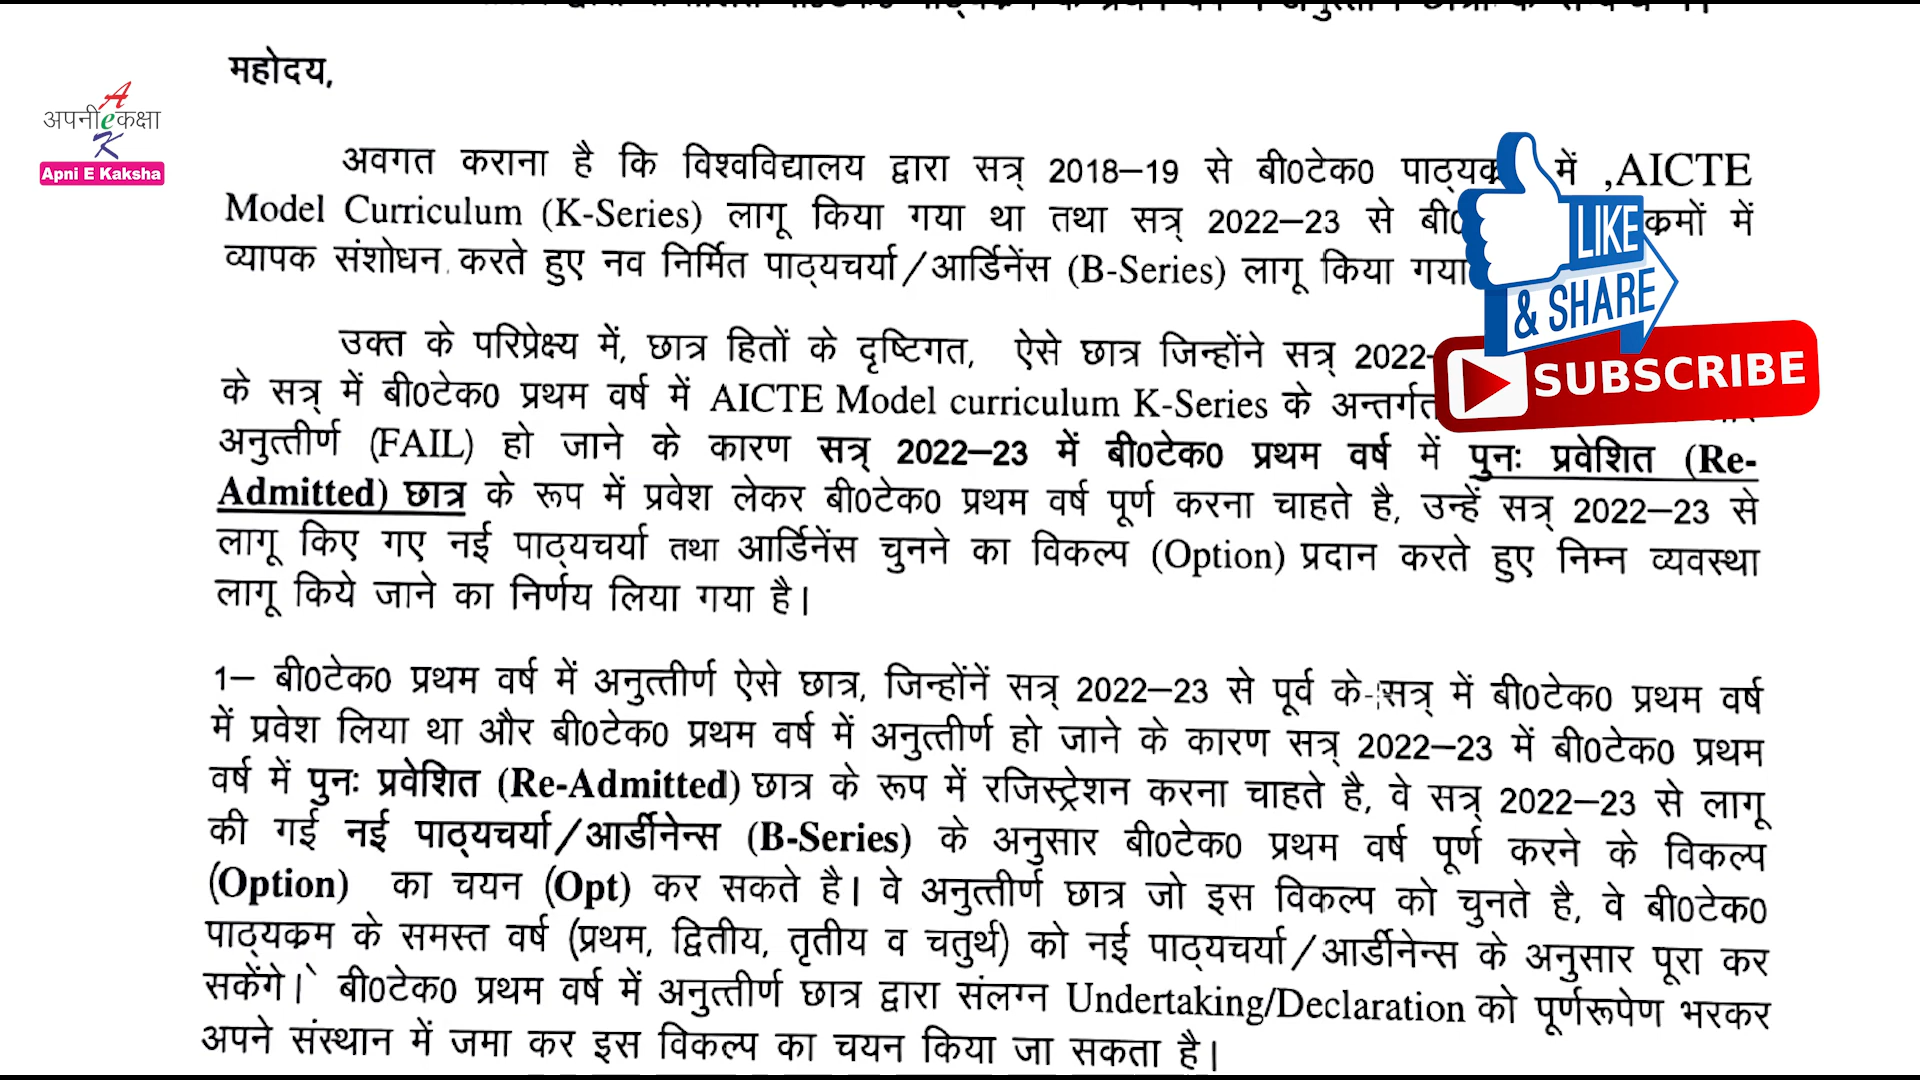 महोदय,
अपनीeकक्षा
A
K
Apni E Kaksha
अवगत कराना है कि विश्वविद्यालय द्वारा सत्र् 2018–19 से बी0टेक0 में ,AICTE
Model Curriculum (K-Series) लागू किया गया था तथा सत्र् 2022–23 से में
व्यापक संशोधन करते हुए नव निर्मित पाठ्यचर्या/आर्डिनेंस (B-Series) लागू किया गया
उक्त के परिप्रेक्ष्य में, छात्र हितों के दृष्टिगत, ऐसे छात्र जिन्होंने सत्र्
के सत्र् में बी0टेक0 प्रथम वर्ष में AICTE Model curriculum K-Series के अन्तर्गत
अनुत्तीर्ण (FAIL) हो जाने के कारण सत्र् 2022–23 में बी0टेक0 प्रथम वर्ष में पुनः प्रवेशित (Re-
Admitted) छात्र के रूप में प्रवेश लेकर बी0टेक0 प्रथम वर्ष पूर्ण करना चाहते है, उन्हें सत्र् 2022–23 से
लागू किए गए नई पाठ्यचर्या तथा आर्डिनेंस चुनने का विकल्प (Option) प्रदान करते हुए निम्न व्यवस्था
लागू किये जाने का निर्णय लिया गया है।
1– बी0टेक0 प्रथम वर्ष में अनुत्तीर्ण ऐसे छात्र, जिन्होंनें सत्र् 2022–23 से पूर्व के सत्र् में बी0टेक0 प्रथम वर्ष
में प्रवेश लिया था और बी0टेक0 प्रथम वर्ष में अनुत्तीर्ण हो जाने के कारण सत्र् 2022–23 में बी0टेक0 प्रथम
वर्ष में पुनः प्रवेशित (Re-Admitted) छात्र के रूप में रजिस्ट्रेशन करना चाहते है, वे सत्र् 2022–23 से लागू
की गई नई पाठ्यचर्या/आर्डीनेन्स (B-Series) के अनुसार बी0टेक0 प्रथम वर्ष पूर्ण करने के विकल्प
(Option) का चयन (Opt) कर सकते है। वे अनुत्तीर्ण छात्र जो इस विकल्प को चुनते है, वे बी0टेक0
पाठ्यक्रम के समस्त वर्ष (प्रथम, द्वितीय, तृतीय व चतुर्थ) को नई पाठ्यचर्या/आर्डीनेन्स के अनुसार पूरा कर
सकेंगे। बी0टेक0 प्रथम वर्ष में अनुत्तीर्ण छात्र द्वारा संलग्न Undertaking/Declaration को पूर्णरूपेण भरकर
अपने संस्थान में जमा कर इस विकल्प का चयन किया जा सकता है।
LIKE
& SHARE
SUBSCRIBE